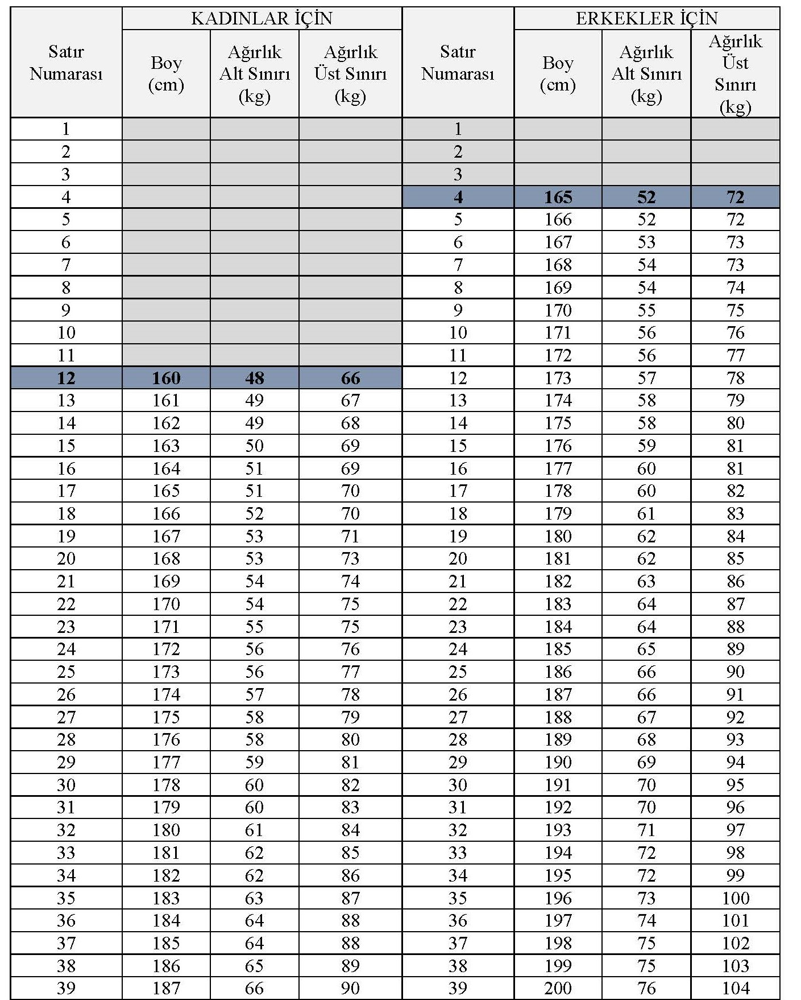 KADINLAR İÇİN ERKEKLER İÇİN
Satır Numarası Boy (cm) Ağırlık Alt Sınırı (kg) Ağırlık Üst Sınırı (kg) Satır Numarası Boy (cm) Ağırlık Alt Sınırı (kg) Ağırlık Üst Sınırı (kg)
1 1
2 2
3 3
4 4 165 52 72
5 5 166 52 72
6 6 167 53 73
7 7 168 54 73
8 8 169 54 74
9 9 170 55 75
10 10 171 56 76
11 11 172 56 77
12 160 48 66 12 173 57 78
13 161 49 67 13 174 58 79
14 162 49 68 14 175 58 80
15 163 50 69 15 176 59 81
16 164 51 69 16 177 60 81
17 165 51 70 17 178 60 82
18 166 52 70 18 179 61 83
19 167 53 71 19 180 62 84
20 168 53 73 20 181 62 85
21 169 54 74 21 182 63 86
22 170 54 75 22 183 64 87
23 171 55 75 23 184 64 88
24 172 56 76 24 185 65 89
25 173 56 77 25 186 66 90
26 174 57 78 26 187 66 91
27 175 58 79 27 188 67 92
28 176 58 80 28 189 68 93
29 177 59 81 29 190 69 94
30 178 60 82 30 191 70 95
31 179 60 83 31 192 70 96
32 180 61 84 32 193 71 97
33 181 62 85 33 194 72 98
34 182 62 86 34 195 72 99
35 183 63 87 35 196 73 100
36 184 64 88 36 197 74 101
37 185 64 88 37 198 75 102
38 186 65 89 38 199 75 103
39 187 66 90 39 200 76 104